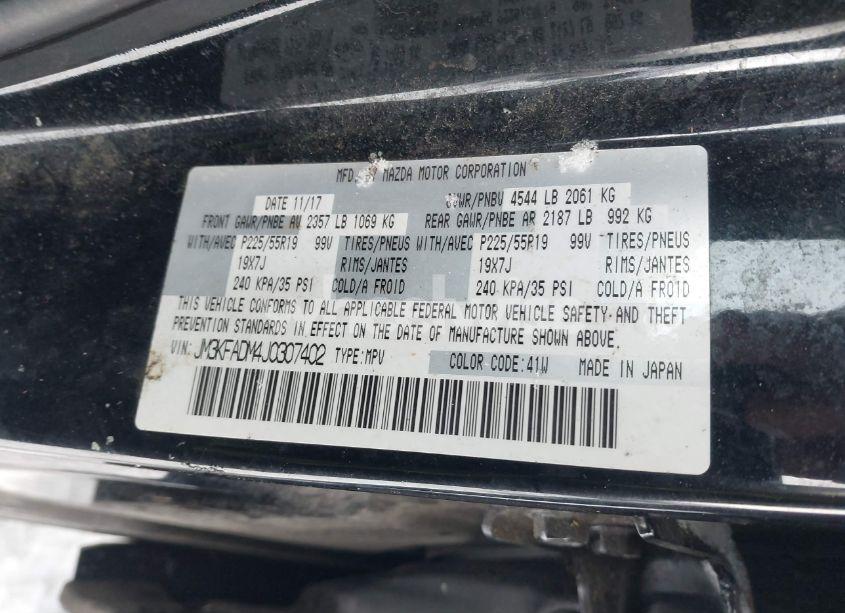 MFD. BY MAZDA MOTOR CORPORATION
DATE 11/17 GVWR/PNBV 4544 LB 2061 KG
FRONT GAWR/PNBE AV 2357 LB 1069 KG REAR GAWR/PNBE AR 2187 LB 992 KG
WITH/AVEC P225/55R19 99V TIRES/PNEUS WITH/AVEC P225/55R19 99V TIRES/PNEUS
19X7J RIMS/JANTES 19X7J RIMS/JANTES
240 KPA/35 PSI COLD/A FROID 240 KPA/35 PSI COLD/A FROID
THIS VEHICLE CONFORMS TO ALL APPLICABLE FEDERAL MOTOR VEHICLE SAFETY AND THEFT
PREVENTION STANDARDS IN EFFECT ON THE DATE OF MANUFACTURE SHOWN ABOVE.
VIN: JM3KFADM4J0307402 TYPE:MPV COLOR CODE:41W MADE IN JAPAN